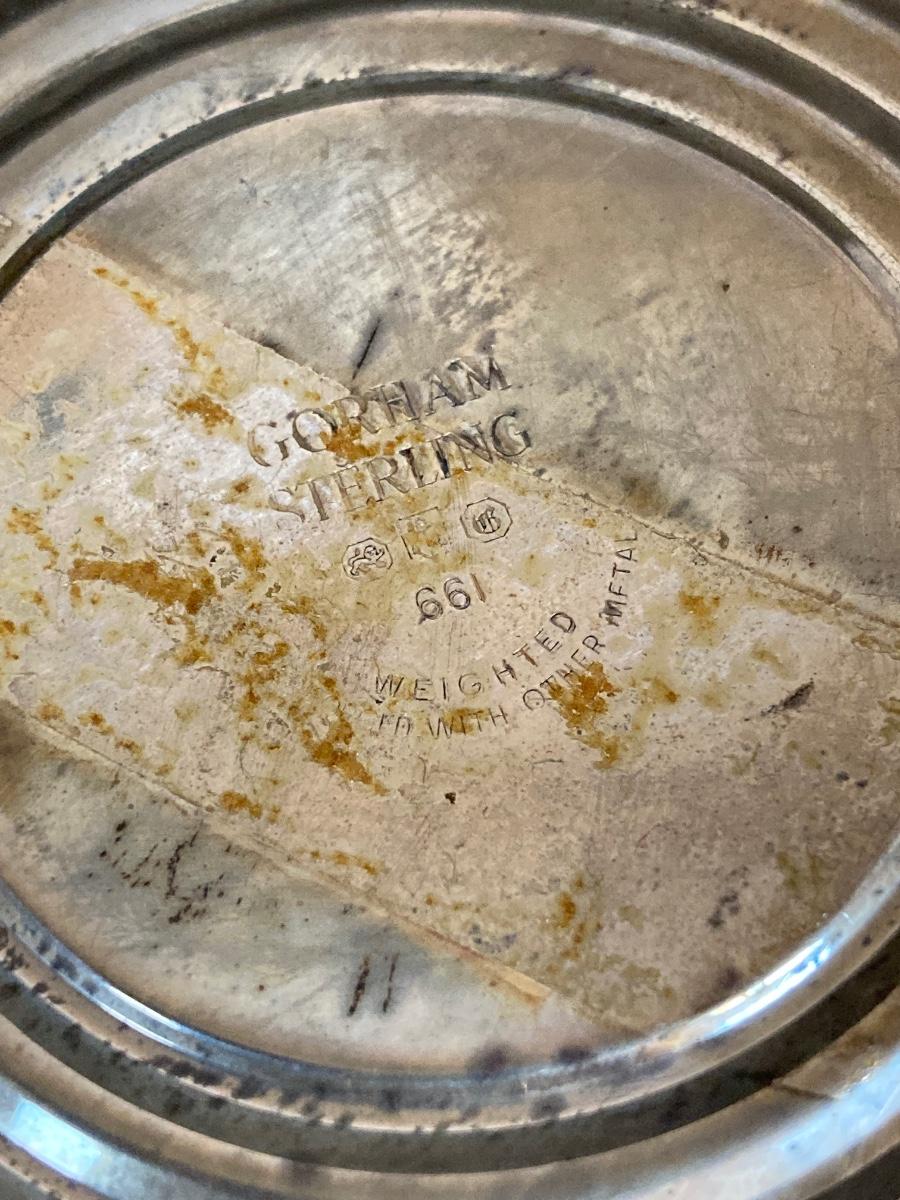 GORHAM
STERLING
661
WEIGHTED
WITH OTHER METAL